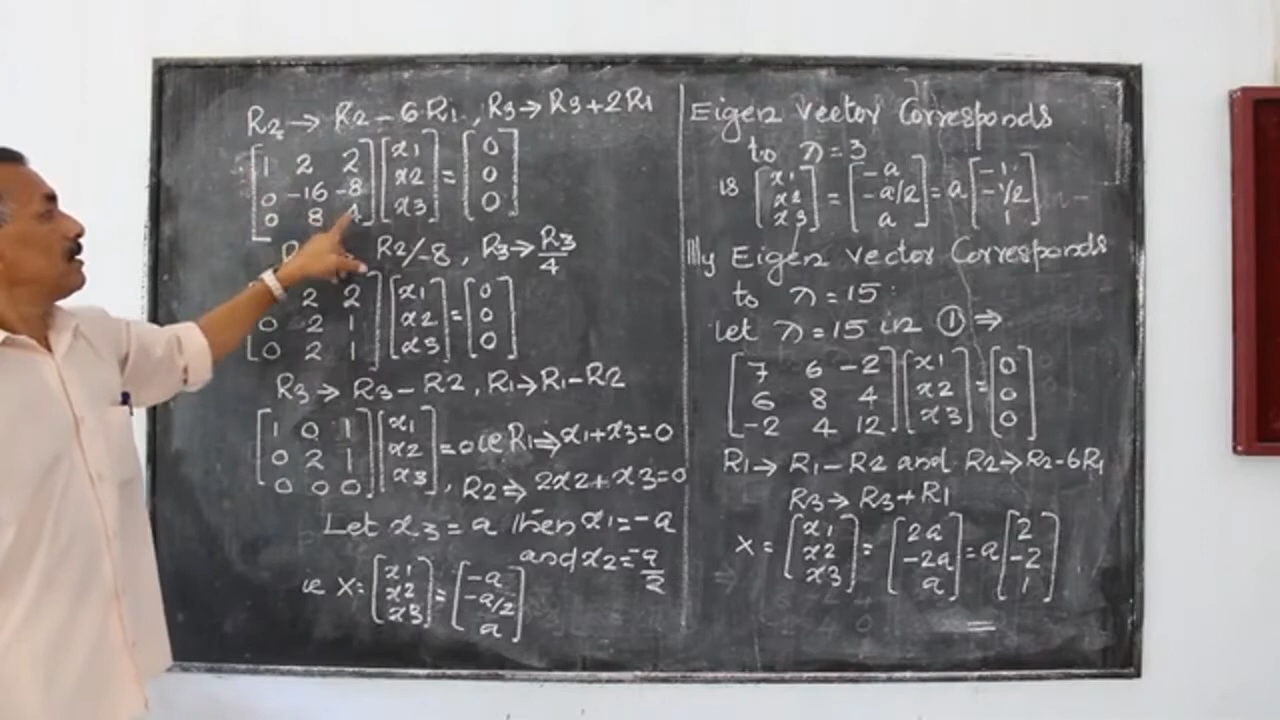 R2 → R2 - 6R1 , R3 → R3 + 2R1
[1 2 2
0 -16 -8
0 8 4] [x1
x2
x3] = [0
0
0]
R2/-8 , R3 → R3/4
2 2
0 2 1
0 2 1] [x1
x2
x3] = [0
0
0]
R3 → R3 - R2 , R1 → R1 - R2
[1 0 1
0 2 1
0 0 0] [x1
x2
x3] = 0 ie R1 ⇒ x1 + x3 = 0
, R2 ⇒ 2x2 + x3 = 0
Let x3 = a then x1 = -a
and x2 = -a/2
ie X = [x1
x2
x3] = [-a
-a/2
a]
Eigen Vector Corresponds
to λ = 3
is [x1
x2
x3] = [-a
-a/2
a] = a [-1
-1/2
1]
llly Eigen Vector Corresponds
to λ = 15
let λ = 15 in ① ⇒
[7 6 -2
6 8 4
-2 4 12] [x1
x2
x3] = [0
0
0]
R1 → R1 - R2 and R2 → R2 - 6R1
R3 → R3 + R1
X = [x1
x2
x3] = [2a
-2a
a] = a [2
-2
1]